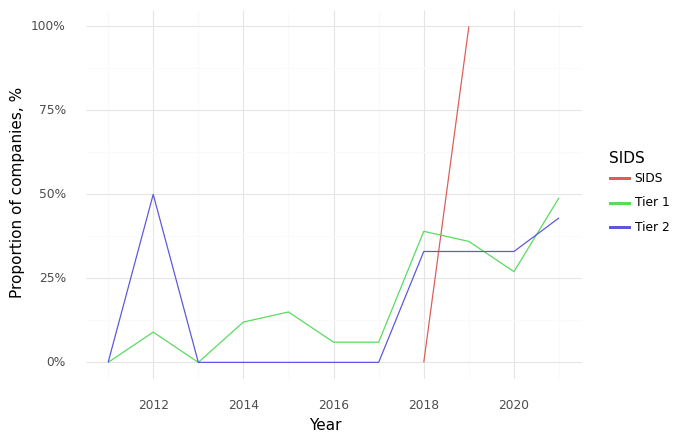 100%
75%
50%
25%
0%
Proportion of companies, %
2012 2014 2016 2018 2020
Year
SIDS
SIDS
Tier 1
Tier 2